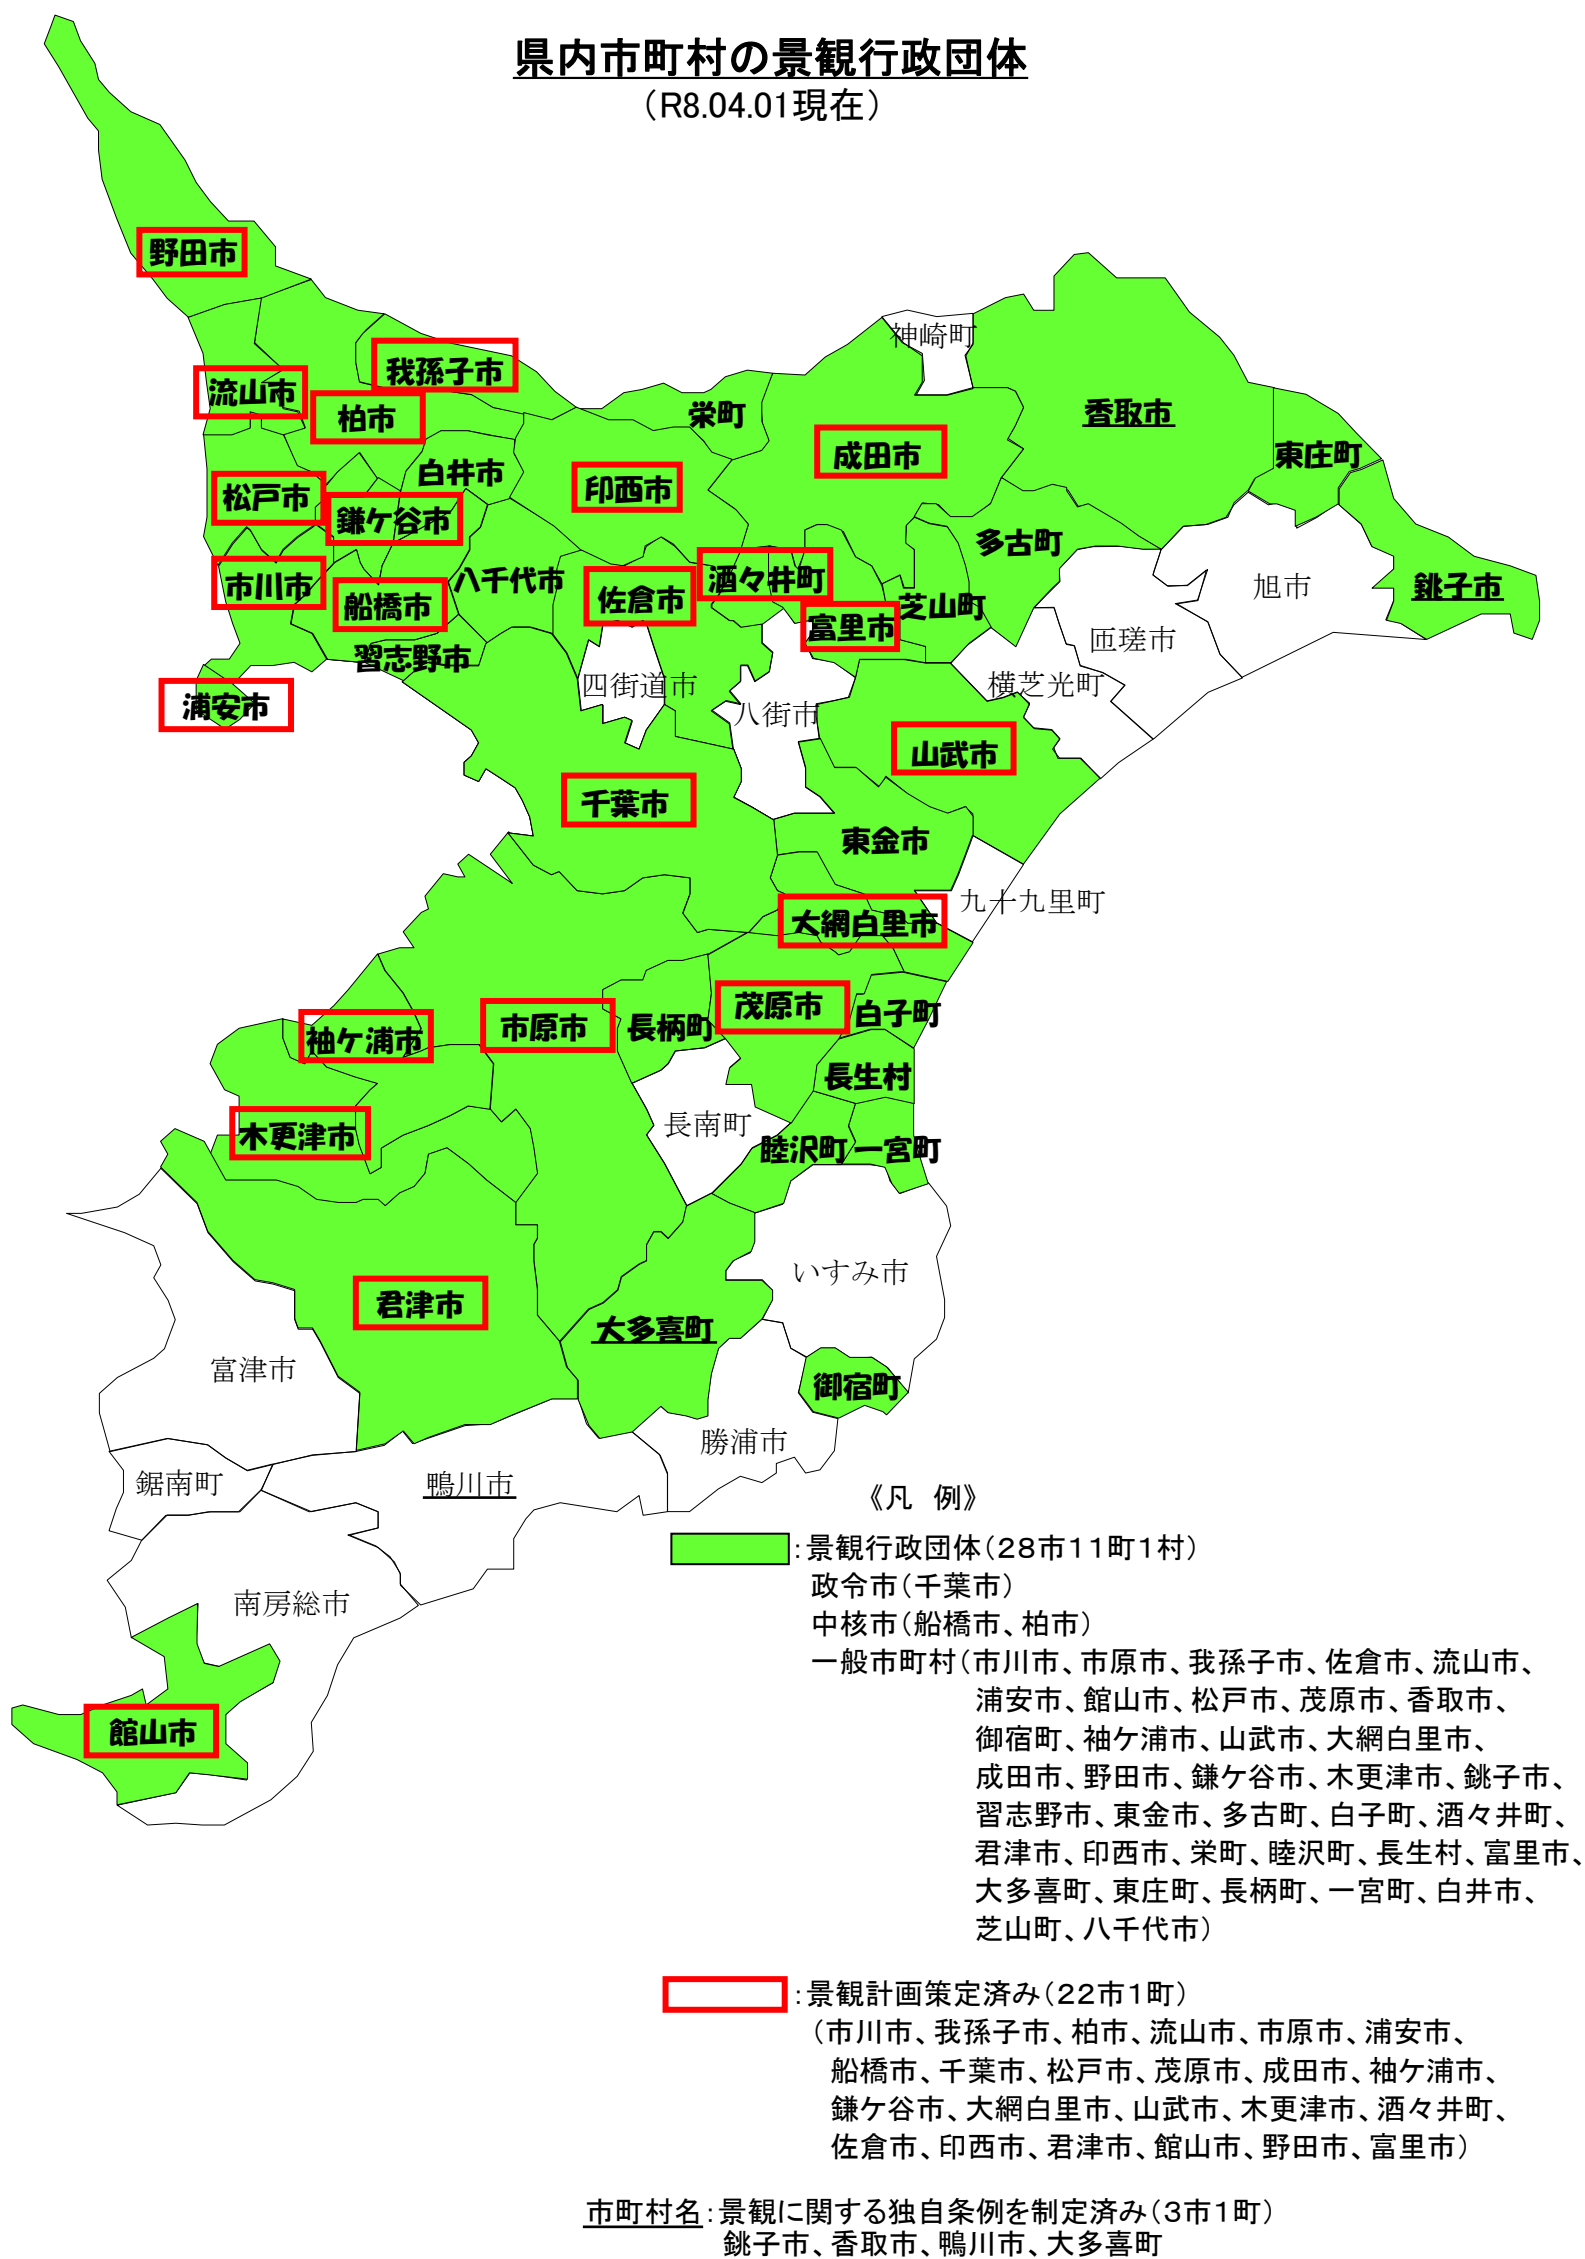 県内市町村の景観行政団体
（R8.04.01現在）
野田市
神崎町
我孫子市
流山市
柏市
栄町
香取市
成田市
東庄町
白井市
印西市
松戸市
鎌ケ谷市
多古町
八千代市
酒々井町
市川市
船橋市
佐倉市
芝山町
旭市
銚子市
富里市
匝瑳市
習志野市
四街道市
横芝光町
浦安市
八街市
山武市
千葉市
東金市
九十九里町
大網白里市
茂原市
白子町
袖ケ浦市
市原市
長柄町
長生村
木更津市
長南町
睦沢町
一宮町
いすみ市
君津市
大多喜町
富津市
御宿町
勝浦市
鋸南町
鴨川市
南房総市
館山市
《凡　例》
：景観行政団体（２８市１１町１村）
政令市（千葉市）
中核市（船橋市、柏市）
一般市町村（市川市、市原市、我孫子市、佐倉市、流山市、
浦安市、館山市、松戸市、茂原市、香取市、
御宿町、袖ケ浦市、山武市、大網白里市、
成田市、野田市、鎌ケ谷市、木更津市、銚子市、
習志野市、東金市、多古町、白子町、酒々井町、
君津市、印西市、栄町、睦沢町、長生村、富里市、
大多喜町、東庄町、長柄町、一宮町、白井市、
芝山町、八千代市）
：景観計画策定済み（２２市１町）
（市川市、我孫子市、柏市、流山市、市原市、浦安市、
船橋市、千葉市、松戸市、茂原市、成田市、袖ケ浦市、
鎌ケ谷市、大網白里市、山武市、木更津市、酒々井町、
佐倉市、印西市、君津市、館山市、野田市、富里市）
市町村名：景観に関する独自条例を制定済み（３市１町）
銚子市、香取市、鴨川市、大多喜町